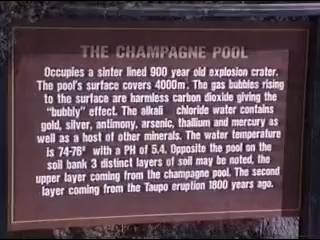 THE CHAMPAGNE POOL
Occupies a sinter lined 900 year old explosion crater.
The pool's surface covers 4000m². The gas bubbles rising
to the surface are harmless carbon dioxide giving the
"bubbly" effect. The alkali chloride water contains
gold, silver, antimony, arsenic, thallium and mercury as
well as a host of other minerals. The water temperature
is 74-76° with a PH of 5.4. Opposite the pool on the
soil bank 3 distinct layers of soil may be noted, the
upper layer coming from the champagne pool. The second
layer coming from the Taupo eruption 1800 years ago.